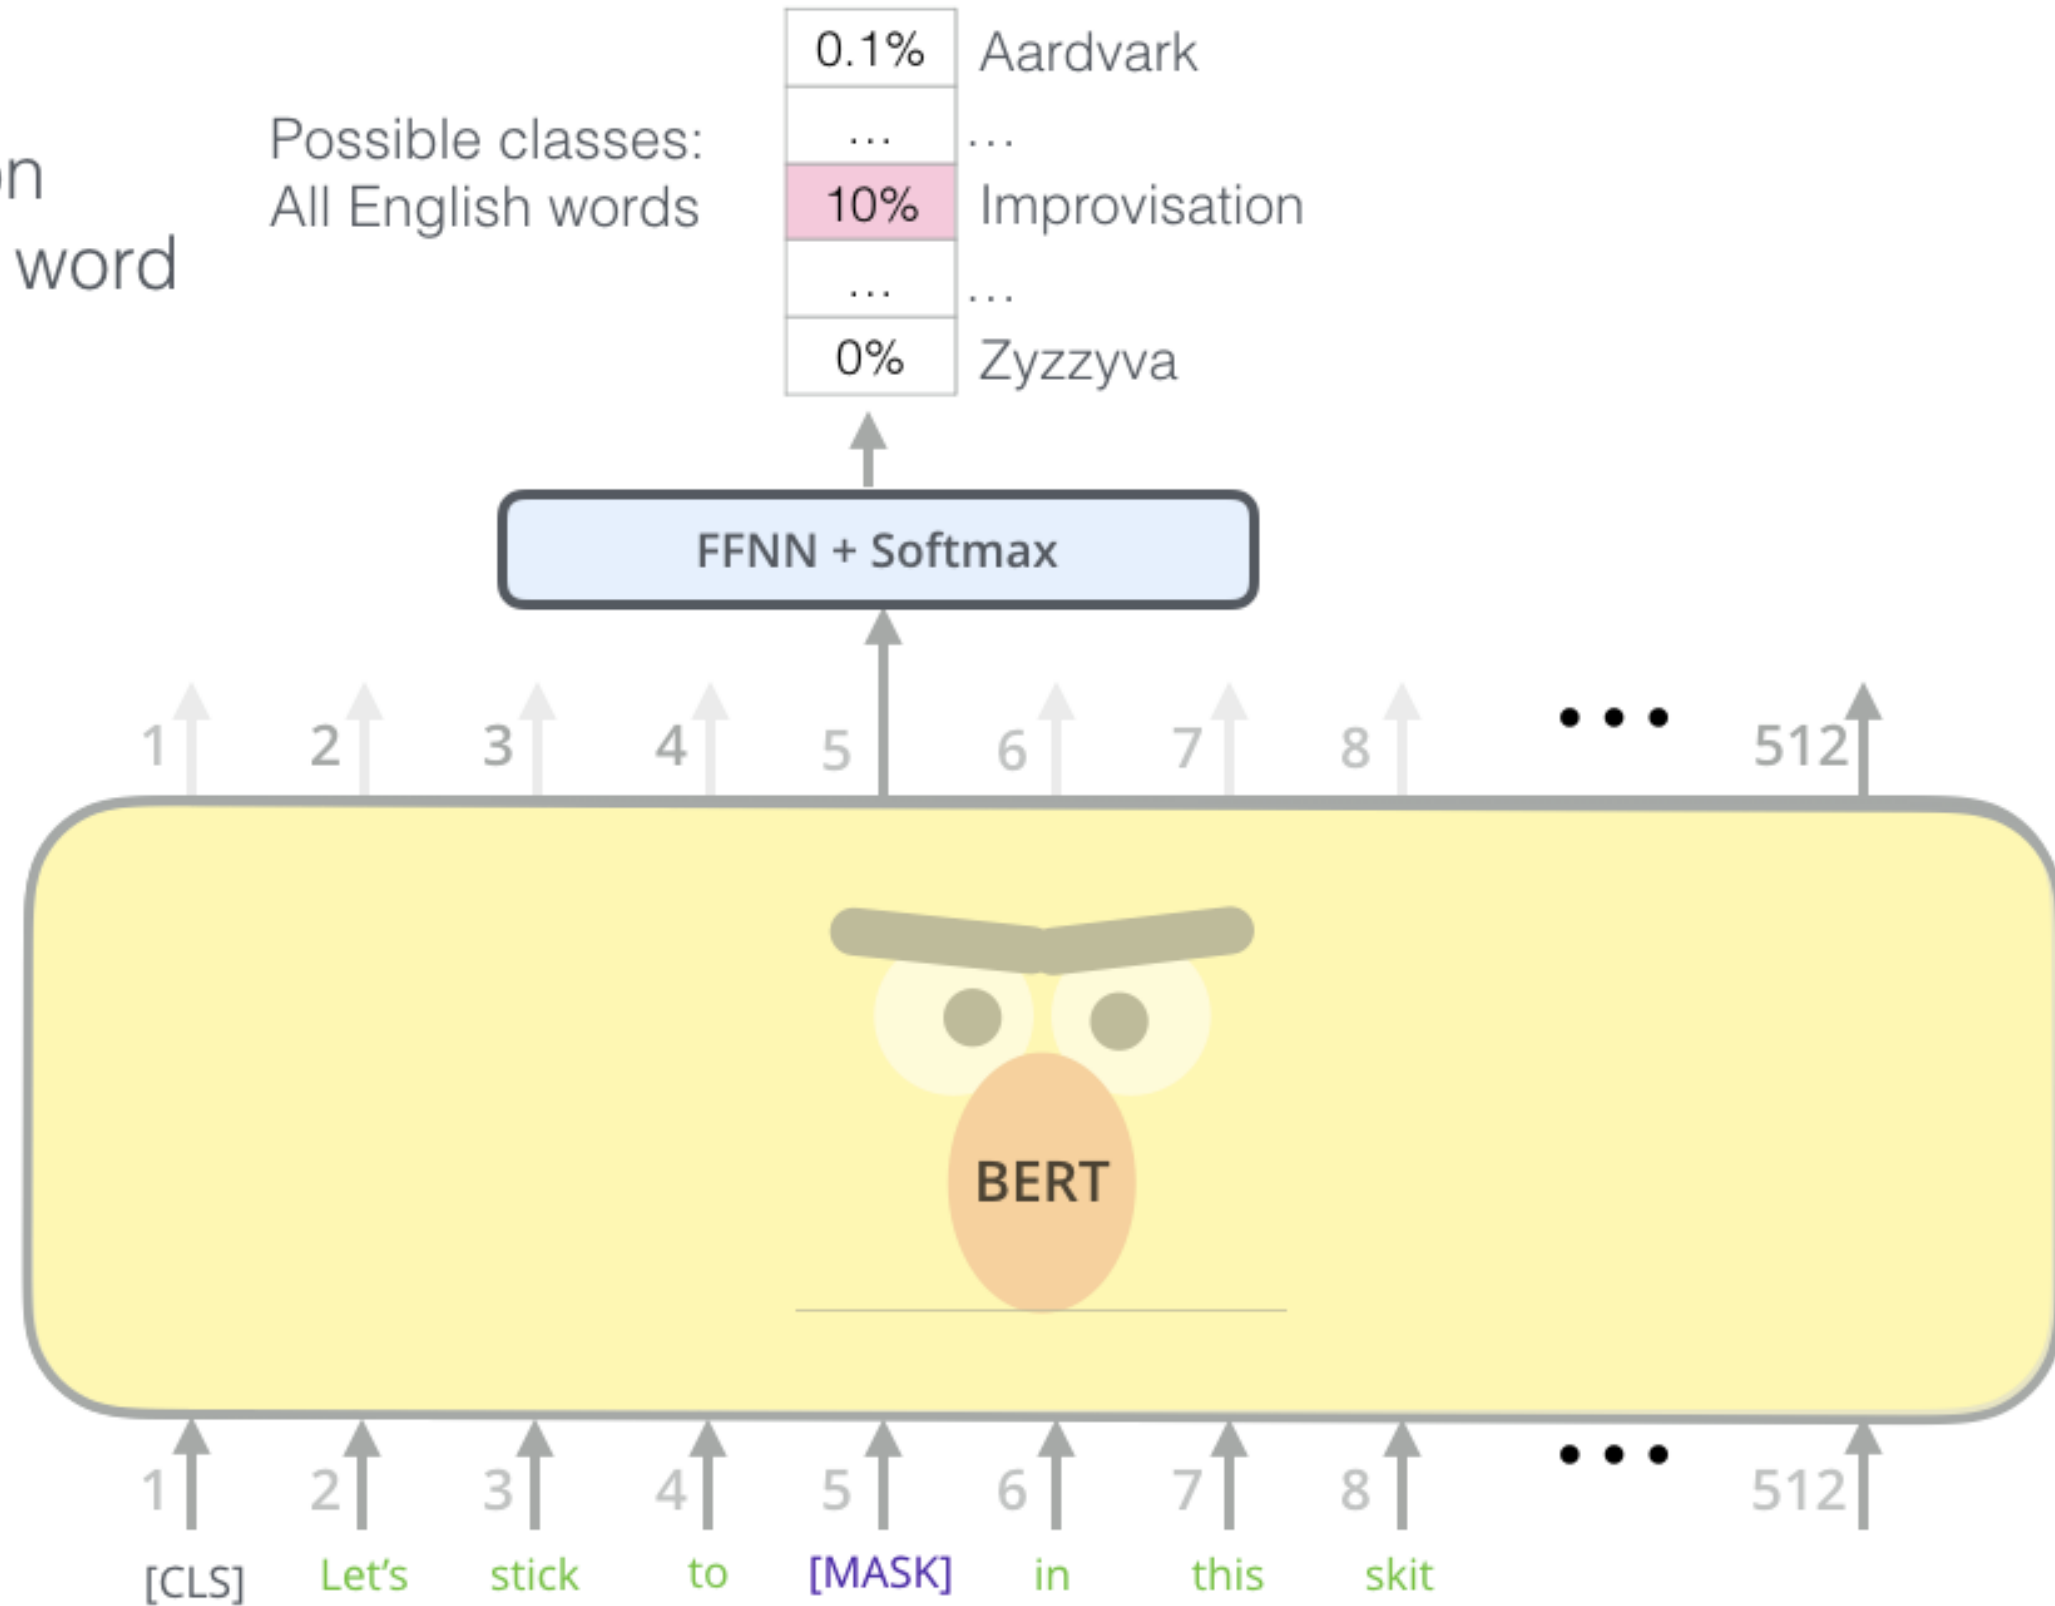 0.1% Aardvark
... ...
Possible classes:
10% Improvisation
All English words
word
... ...
0% Zyzzyva
FFNN + Softmax
1 2 3 4 5 6 7 8 ... 512
BERT
1 2 3 4 5 6 7 8 ... 512
[CLS] Let's stick to [MASK] in this skit